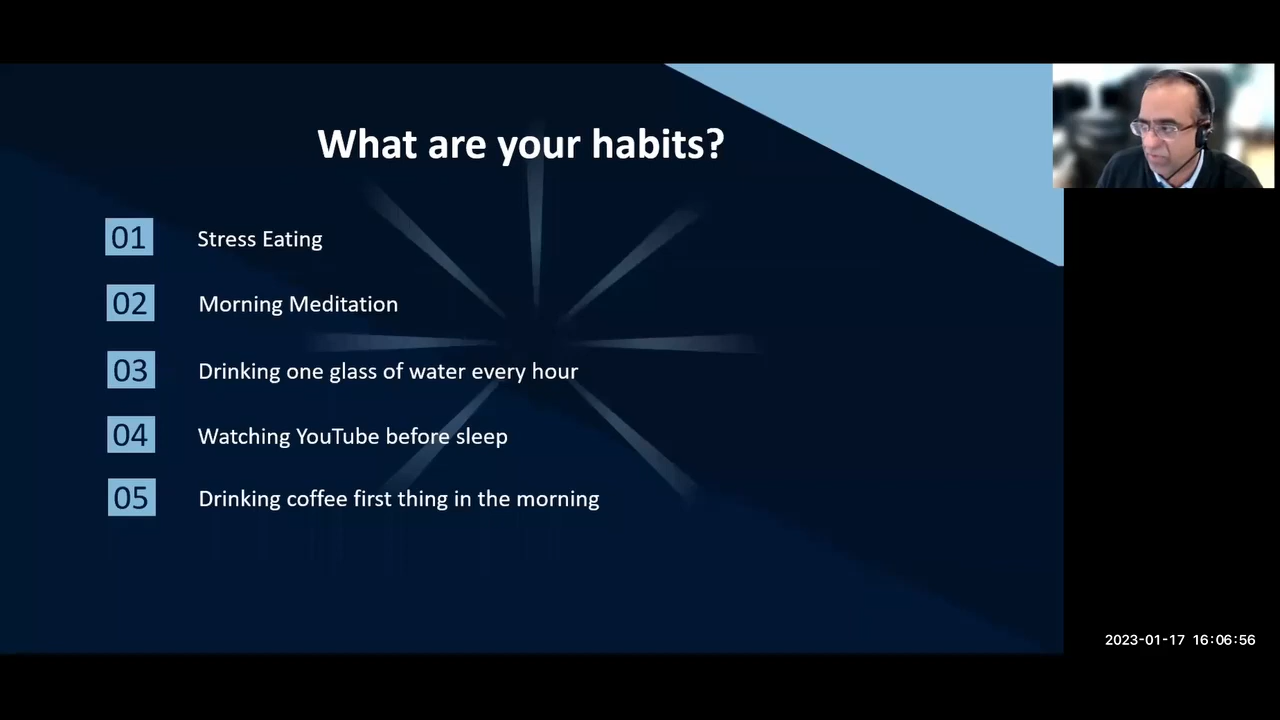 What are your habits?
01 Stress Eating
02 Morning Meditation
03 Drinking one glass of water every hour
04 Watching YouTube before sleep
05 Drinking coffee first thing in the morning
2023-01-17 16:06:56